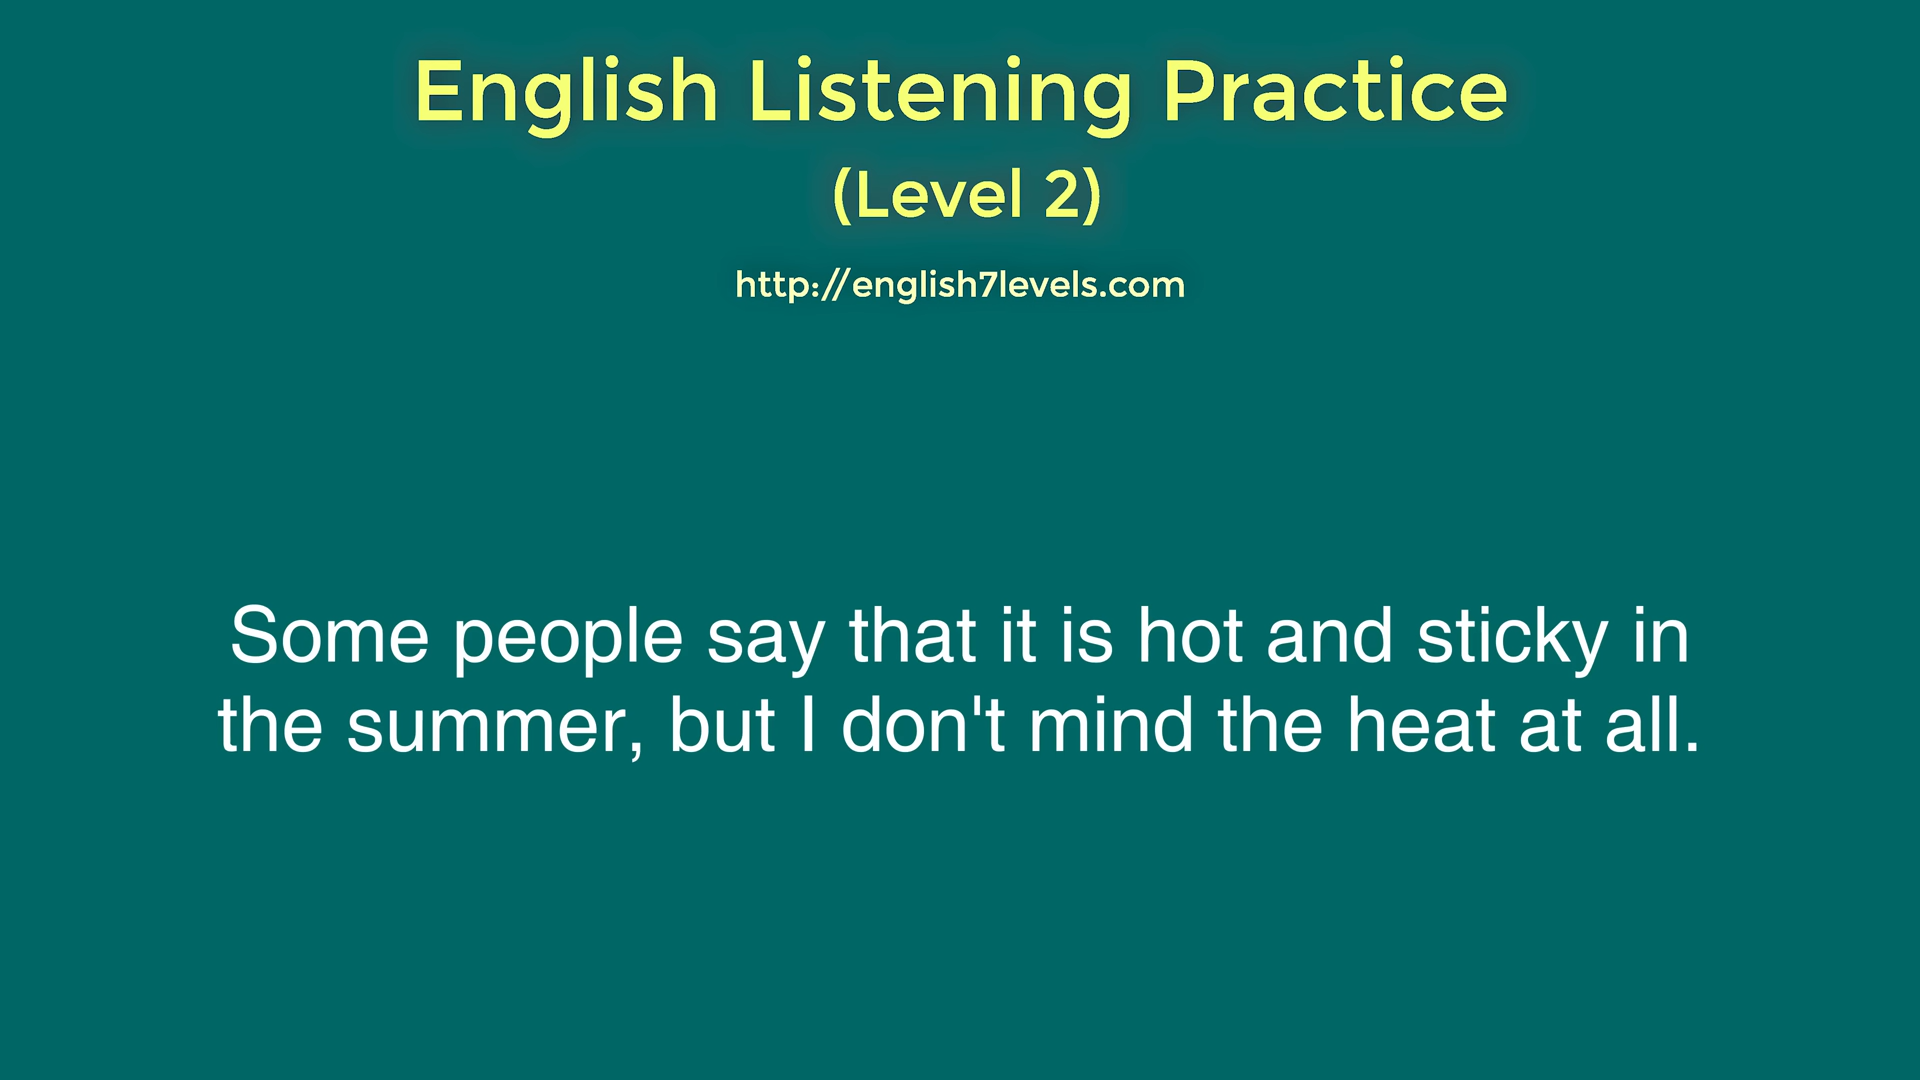 English Listening Practice
(Level 2)
http://english7levels.com
Some people say that it is hot and sticky in
the summer, but I don't mind the heat at all.